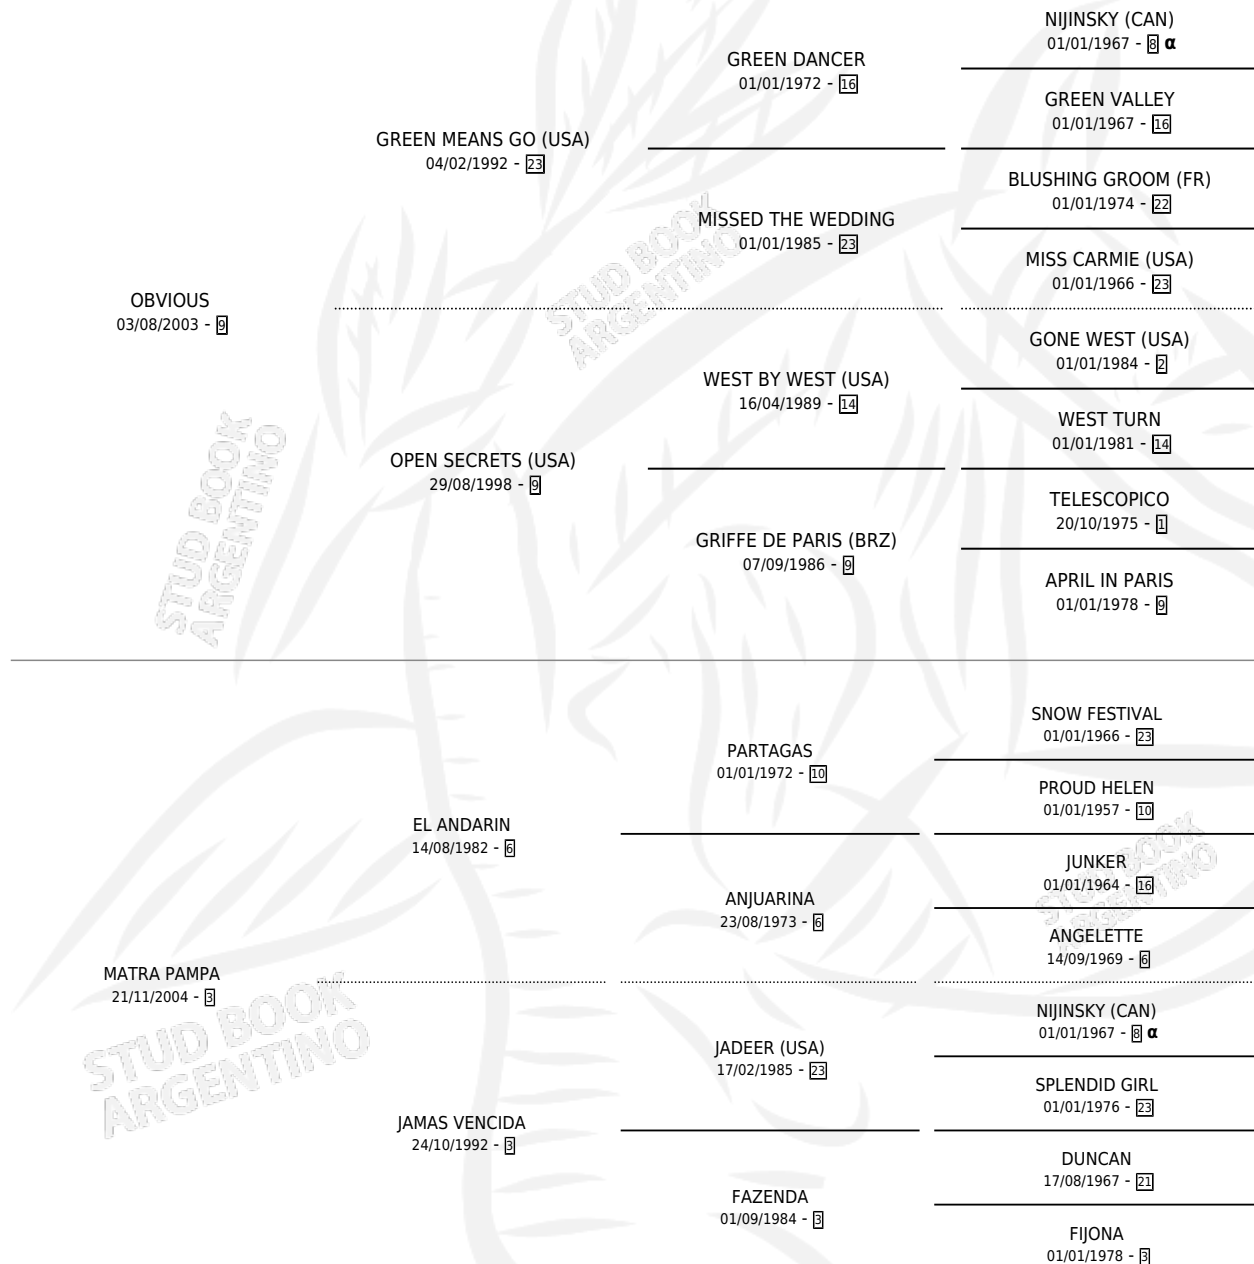 NIJINSKY (CAN)
01/01/1967 - 8 α
GREEN DANCER
01/01/1972 - 16
GREEN VALLEY
01/01/1967 - 16
GREEN MEANS GO (USA)
04/02/1992 - 23
BLUSHING GROOM (FR)
01/01/1974 - 22
MISSED THE WEDDING
01/01/1985 - 23
MISS CARMIE (USA)
01/01/1966 - 23
OBVIOUS
03/08/2003 - 9
STUD BOOK
ARGENTINO
GONE WEST (USA)
01/01/1984 - 2
WEST BY WEST (USA)
16/04/1989 - 14
WEST TURN
01/01/1981 - 14
OPEN SECRETS (USA)
29/08/1998 - 9
TELESCOPICO
20/10/1975 - 1
GRIFFE DE PARIS (BRZ)
07/09/1986 - 9
APRIL IN PARIS
01/01/1978 - 9
STUD BOOK
ARGENTINO
SNOW FESTIVAL
01/01/1966 - 23
PARTAGAS
01/01/1972 - 10
PROUD HELEN
01/01/1957 - 10
EL ANDARIN
14/08/1982 - 6
JUNKER
01/01/1964 - 16
STUD BOOK
ARGENTINO
ANJUARINA
23/08/1973 - 6
ANGELETTE
14/09/1969 - 6
MATRA PAMPA
21/11/2004 - 3
STUD BOOK
ARGENTINO
NIJINSKY (CAN)
01/01/1967 - 8 α
JADEER (USA)
17/02/1985 - 23
SPLENDID GIRL
01/01/1976 - 23
JAMAS VENCIDA
24/10/1992 - 3
DUNCAN
17/08/1967 - 21
FAZENDA
01/09/1984 - 3
FIJONA
01/01/1978 - 3